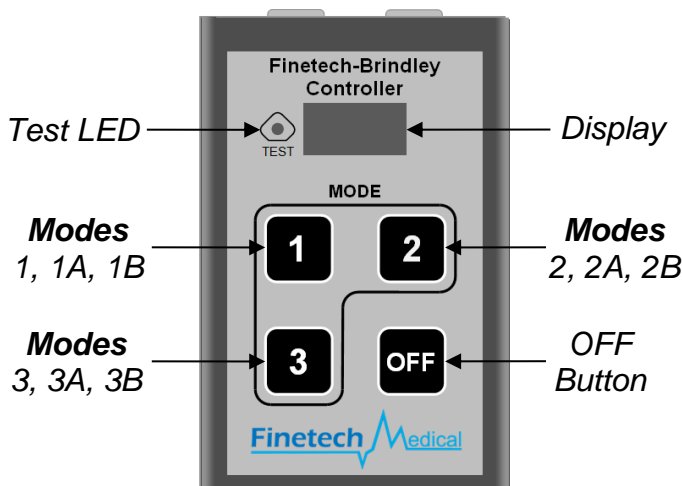 Finetech-Brindley
Controller
Test LED
TEST
Display
MODE
Modes
1, 1A, 1B
1
2
Modes
2, 2A, 2B
Modes
3, 3A, 3B
3
OFF
OFF
Button
Finetech Medical